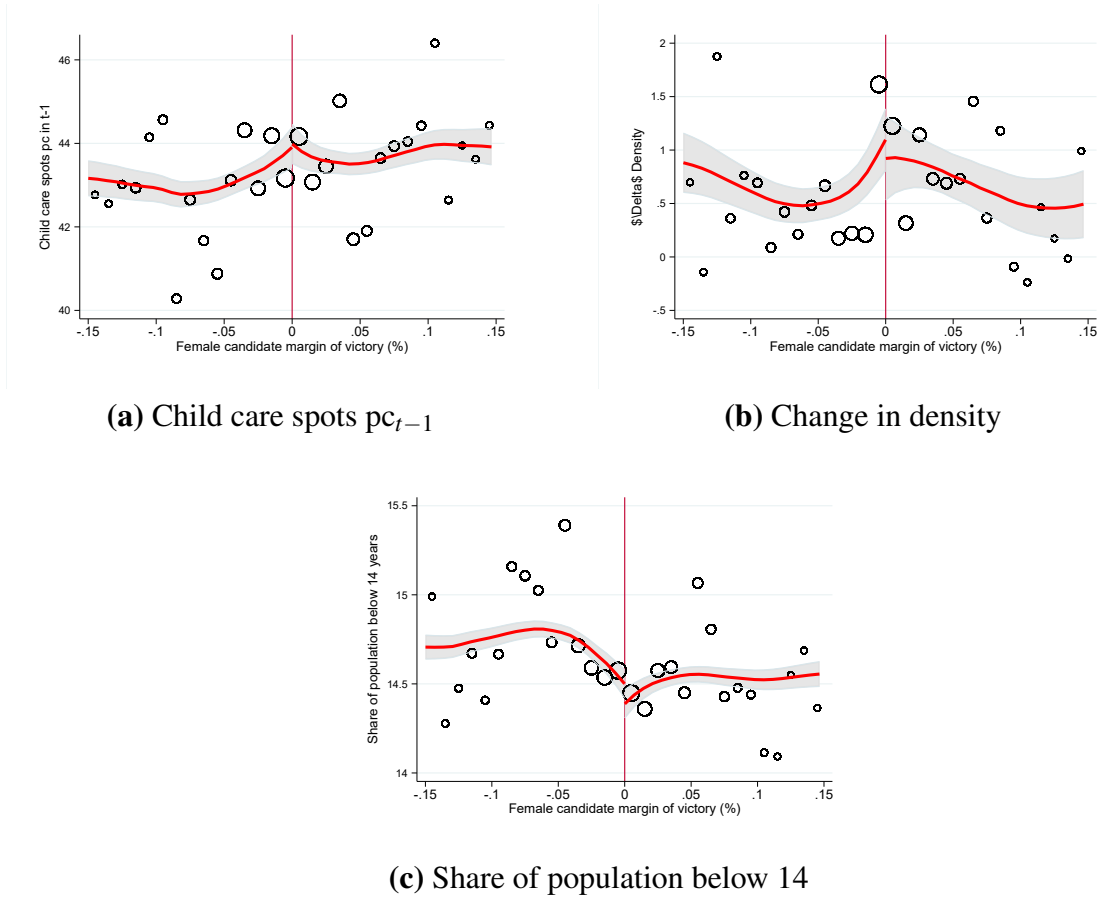 Child care spots pc in t-1
46
44
42
40
-.15 -.1 -.05 0 .05 .1 .15
Female candidate margin of victory (%)
(a) Child care spots pc t−1
$\Delta$ Density
2
1.5
1
.5
0
-.5
-.15 -.1 -.05 0 .05 .1 .15
Female candidate margin of victory (%)
(b) Change in density
Share of population below 14 years
15.5
15
14.5
14
-.15 -.1 -.05 0 .05 .1 .15
Female candidate margin of victory (%)
(c) Share of population below 14